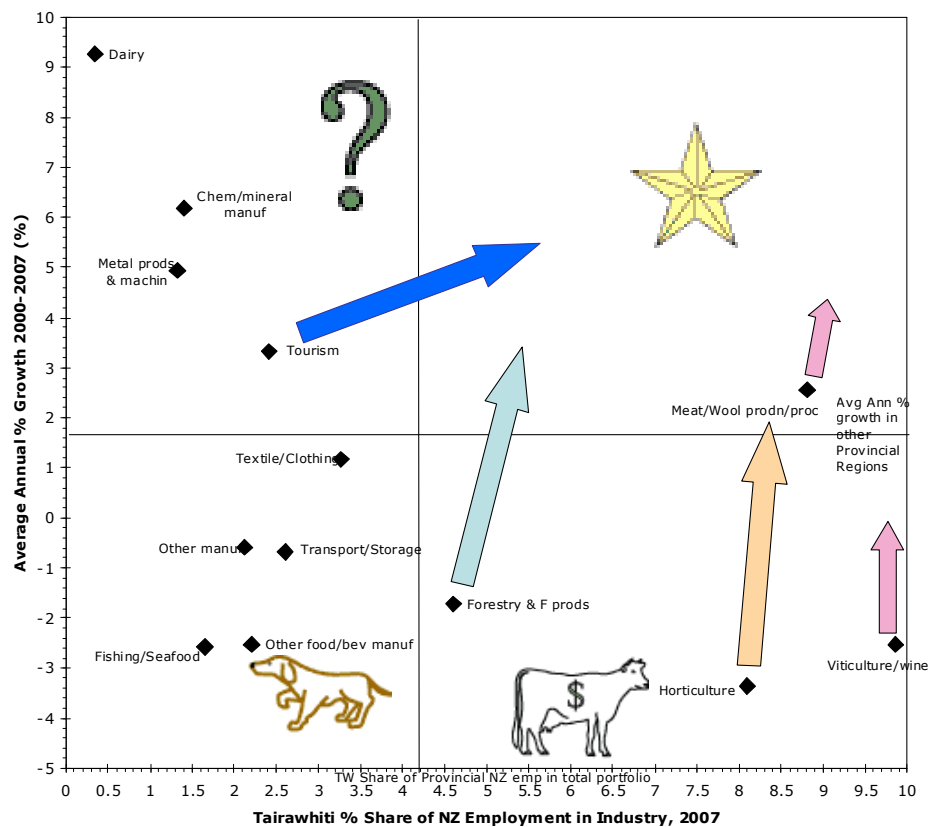 10
9
8
7
6
5
4
3
2
1
0
-1
-2
-3
-4
-5
Average Annual % Growth 2000-2007 (%)
Dairy
Chem/mineral
manuf
Metal prods
& machin
Tourism
Meat/Wool prodn/proc
Avg Ann %
growth in
other
Provincial
Regions
Textile/Clothing
Other manuf
Transport/Storage
Forestry & F prods
Fishing/Seafood
Other food/bev manuf
Viticulture/wine
Horticulture
$
TW Share of Provincial NZ emp in total portfolio
0 0.5 1 1.5 2 2.5 3 3.5 4 4.5 5 5.5 6 6.5 7 7.5 8 8.5 9 9.5 10
Tairawhiti % Share of NZ Employment in Industry, 2007